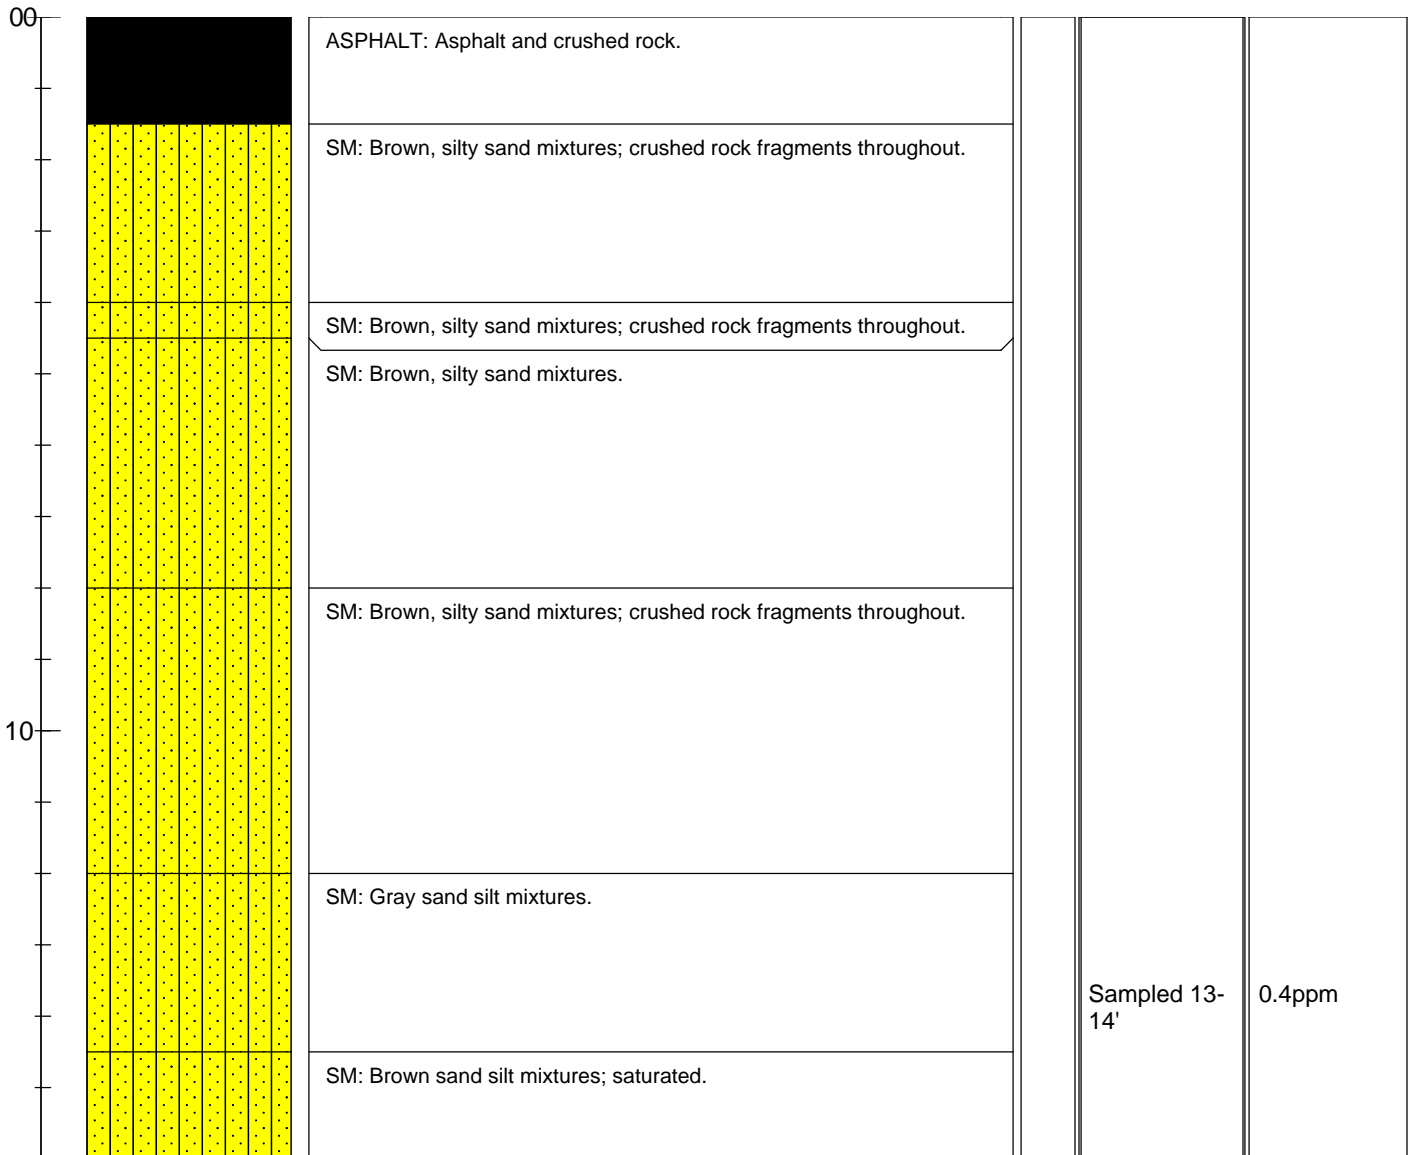 00
ASPHALT: Asphalt and crushed rock.
SM: Brown, silty sand mixtures; crushed rock fragments throughout.
SM: Brown, silty sand mixtures; crushed rock fragments throughout.
SM: Brown, silty sand mixtures.
SM: Brown, silty sand mixtures; crushed rock fragments throughout.
10
SM: Gray sand silt mixtures.
Sampled 13-
14'
0.4ppm
SM: Brown sand silt mixtures; saturated.